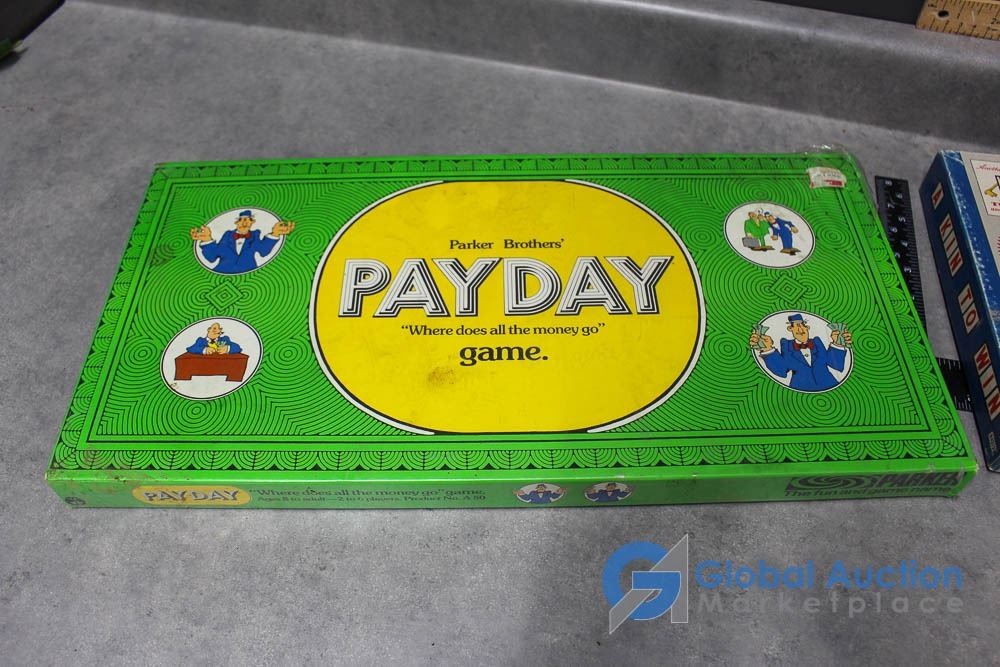 Parker Brothers'
PAYDAY
"Where does all the money go"
game.
PAYDAY
"Where does all the money go" game.
Ages 8 to adult—2 to 6 players. Product No. A 80
PARKER
The fun and games name
A KIN TO WIN
Global Auction
Marketplace